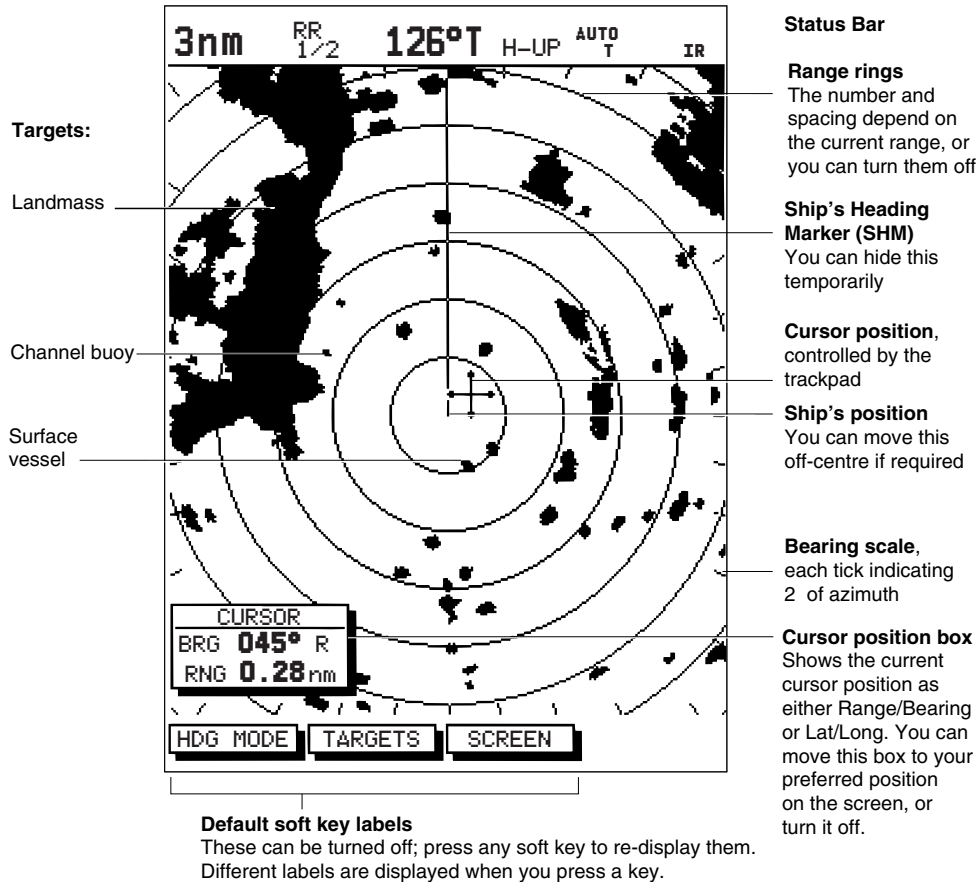 3nm RR 1/2 126°T H-UP AUTO T IR
Status Bar
Range rings
The number and
spacing depend on
the current range, or
you can turn them off
Targets:
Landmass
Ship's Heading
Marker (SHM)
You can hide this
temporarily
Channel buoy
Cursor position,
controlled by the
trackpad
Ship's position
You can move this
off-centre if required
Surface
vessel
Bearing scale,
each tick indicating
2 of azimuth
CURSOR
BRG 045° R
RNG 0.28nm
Cursor position box
Shows the current
cursor position as
either Range/Bearing
or Lat/Long. You can
move this box to your
preferred position
on the screen, or
turn it off.
HDG MODE TARGETS SCREEN
Default soft key labels
These can be turned off; press any soft key to re-display them.
Different labels are displayed when you press a key.